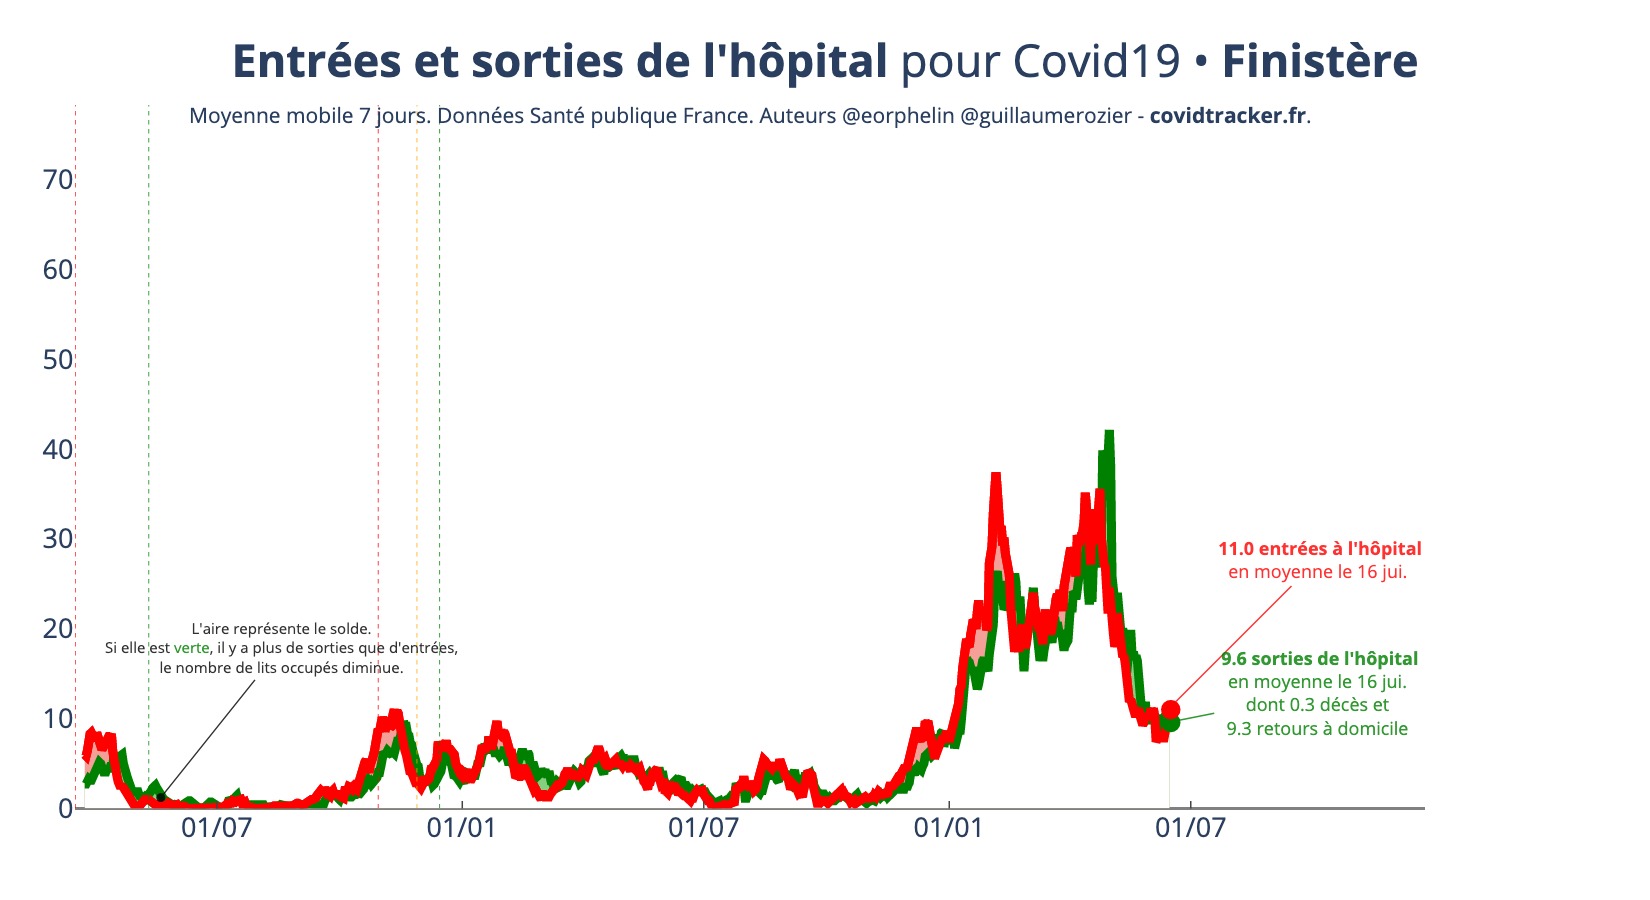 Entrées et sorties de l'hôpital pour Covid19 • Finistère
Moyenne mobile 7 jours. Données Santé publique France. Auteurs @eorphelin @guillaumerozier - covidtracker.fr.
70
60
50
40
30
20
10
0
L'aire représente le solde.
Si elle est verte, il y a plus de sorties que d'entrées,
le nombre de lits occupés diminue.
11.0 entrées à l'hôpital
en moyenne le 16 jui.
9.6 sorties de l'hôpital
en moyenne le 16 jui.
dont 0.3 décès et
9.3 retours à domicile
01/07
01/01
01/07
01/01
01/07